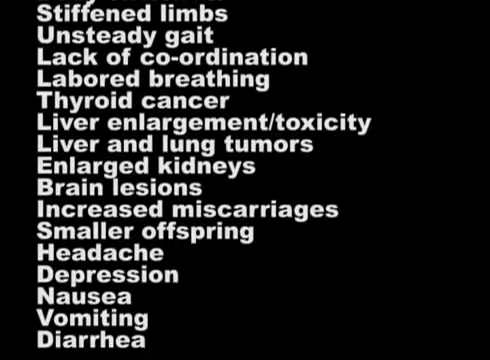 Stiffened limbs
Unsteady gait
Lack of co-ordination
Labored breathing
Thyroid cancer
Liver enlargement/toxicity
Liver and lung tumors
Enlarged kidneys
Brain lesions
Increased miscarriages
Smaller offspring
Headache
Depression
Nausea
Vomiting
Diarrhea